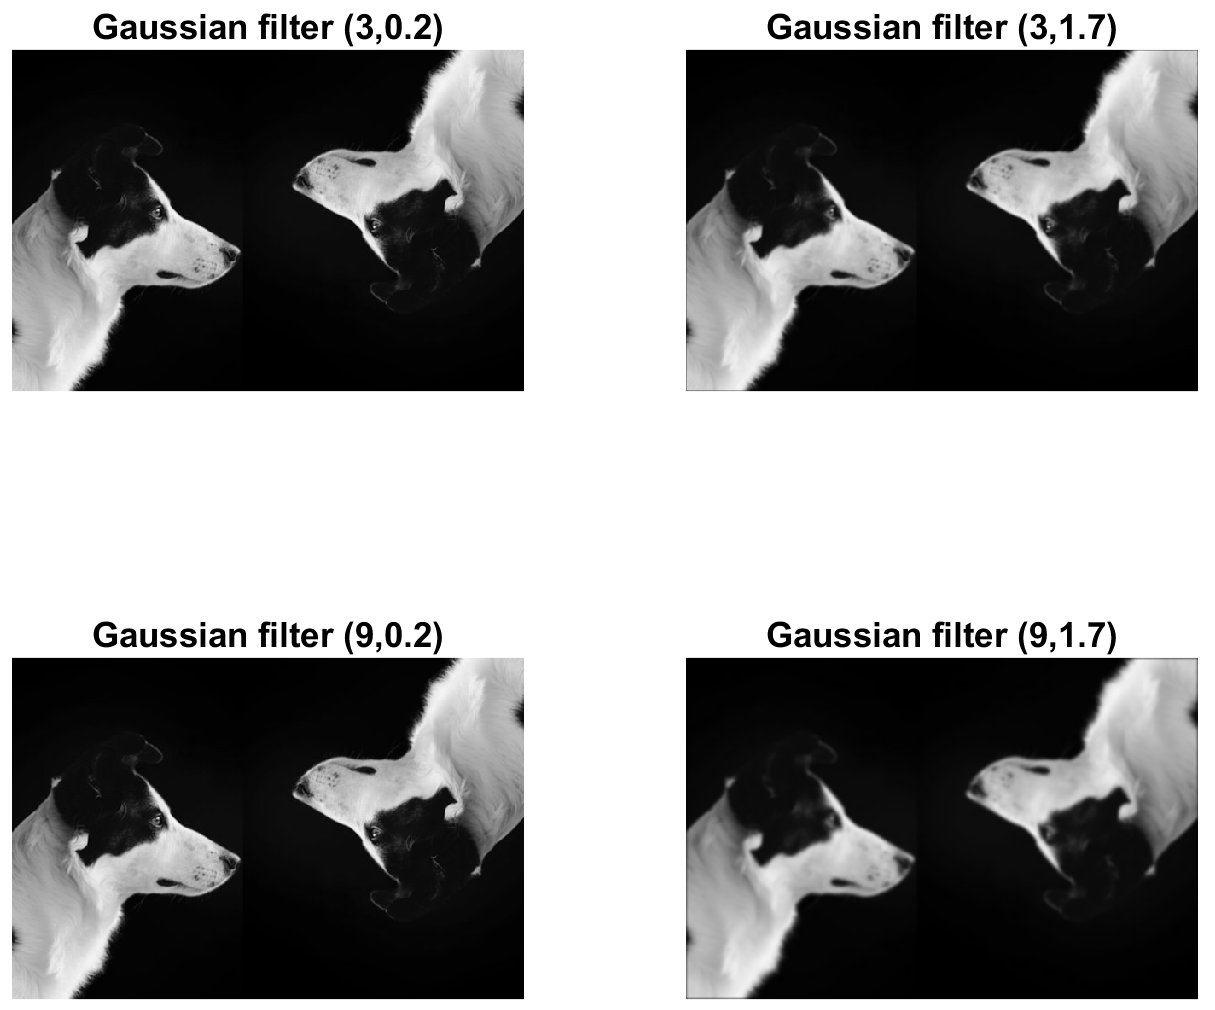 Gaussian filter (3,0.2)
Gaussian filter (3,1.7)
Gaussian filter (9,0.2)
Gaussian filter (9,1.7)